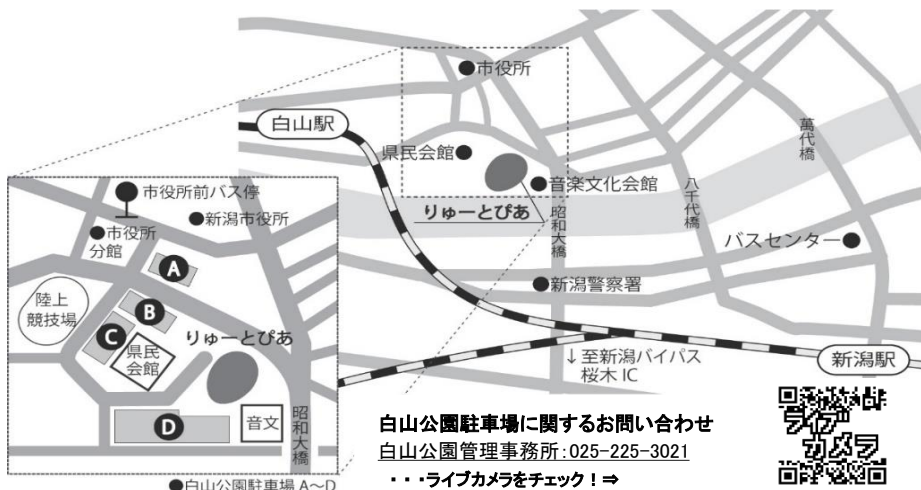 市役所
白山駅
県民会館
音楽文化会館
りゅーとぴあ
昭和大橋
八千代橋
萬代橋
バスセンター
新潟警察署
新潟駅
↓至新潟バイパス
桜木IC
市役所前バス停
新潟市役所
市役所
分館
A
B
C
D
陸上
競技場
りゅーとぴあ
県民
会館
音文
昭和大橋
●白山公園駐車場 A～D
白山公園駐車場に関するお問い合わせ
白山公園管理事務所：025-225-3021
・・・ライブカメラをチェック！⇒
ライブ
カメラ